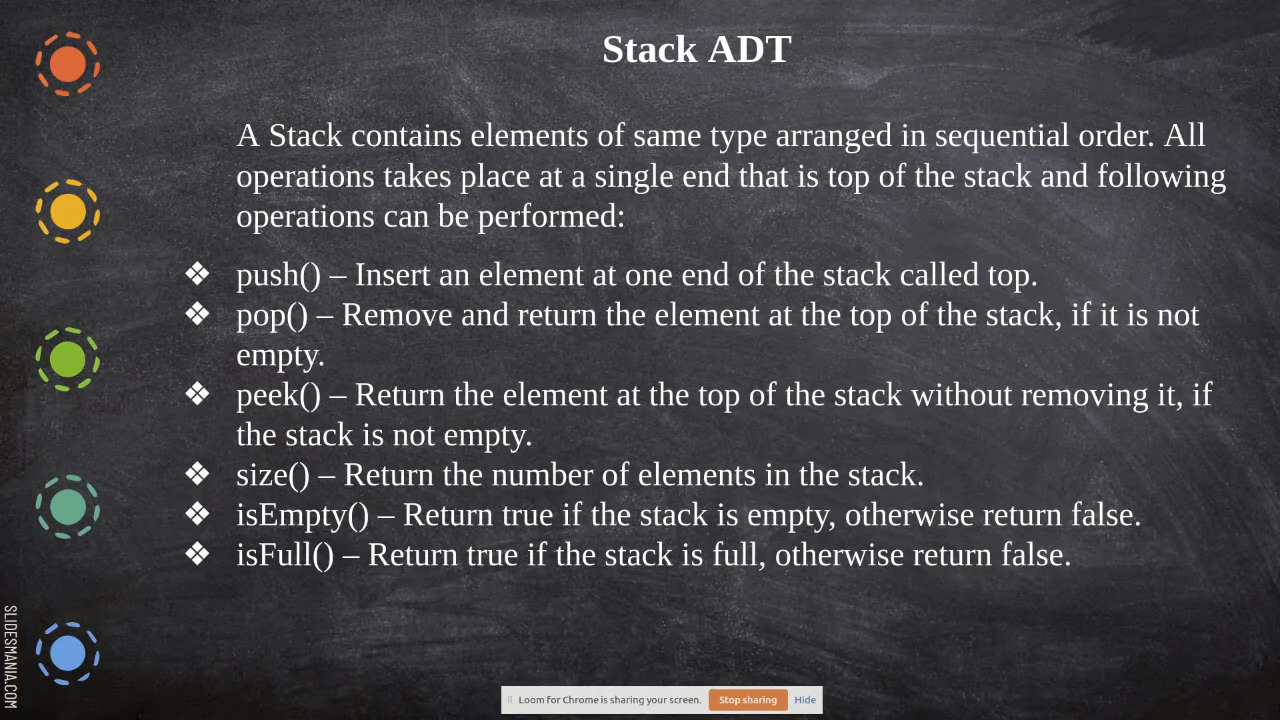 Stack ADT
A Stack contains elements of same type arranged in sequential order. All
operations takes place at a single end that is top of the stack and following
operations can be performed:
❖ push() – Insert an element at one end of the stack called top.
❖ pop() – Remove and return the element at the top of the stack, if it is not
empty.
❖ peek() – Return the element at the top of the stack without removing it, if
the stack is not empty.
❖ size() – Return the number of elements in the stack.
❖ isEmpty() – Return true if the stack is empty, otherwise return false.
❖ isFull() – Return true if the stack is full, otherwise return false.
SLIDESMANIA.COM
Loom for Chrome is sharing your screen. Stop sharing Hide